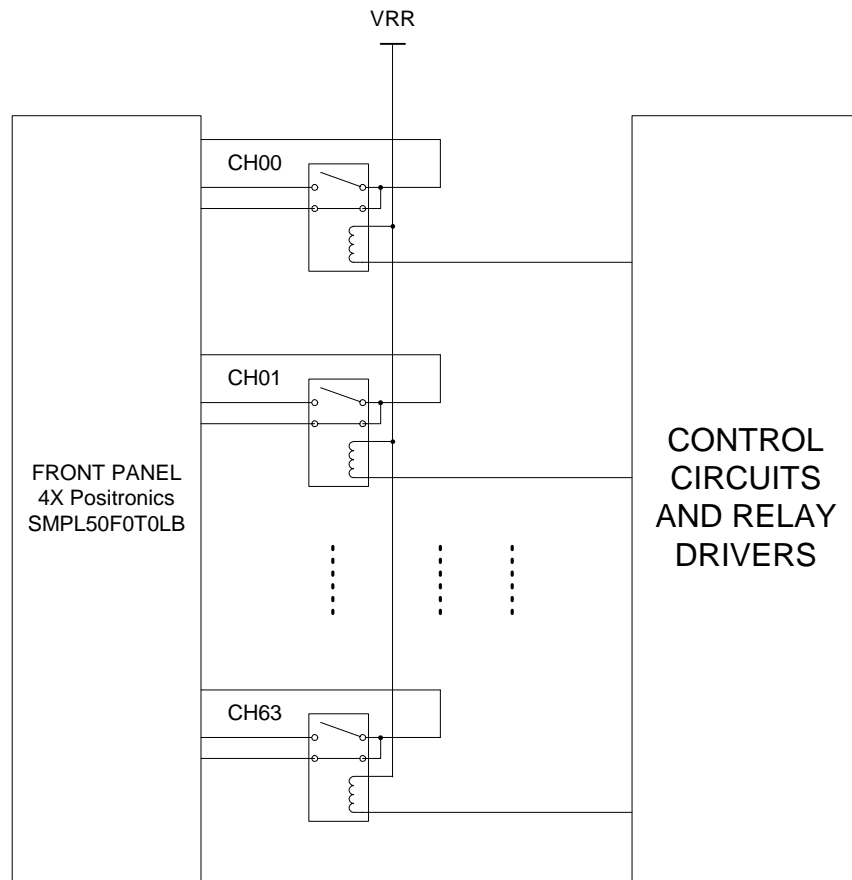 VRR
CH00
CH01
FRONT PANEL
4X Positronics
SMPL50F0T0LB
CONTROL
CIRCUITS
AND RELAY
DRIVERS
CH63